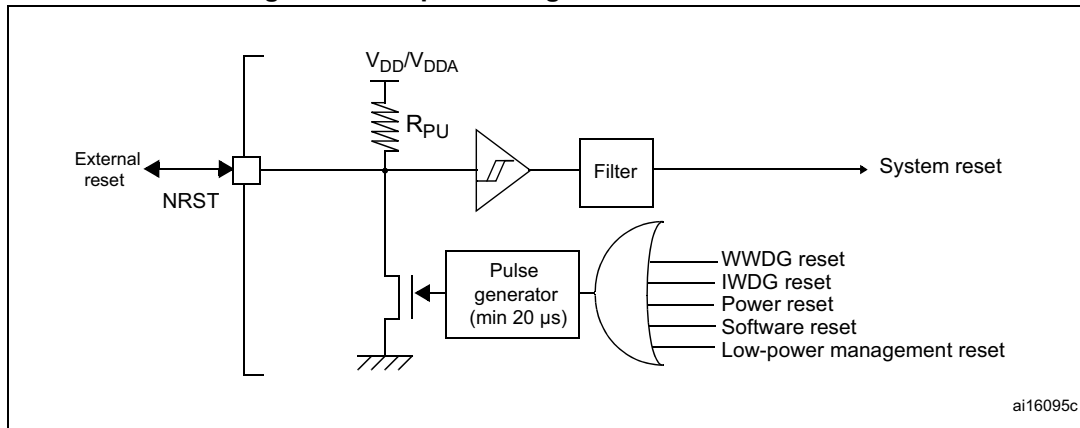 V_DD/V_DDA
R_PU
External
reset
NRST
Filter
System reset
Pulse
generator
(min 20 μs)
WWDG reset
IWDG reset
Power reset
Software reset
Low-power management reset
ai16095c